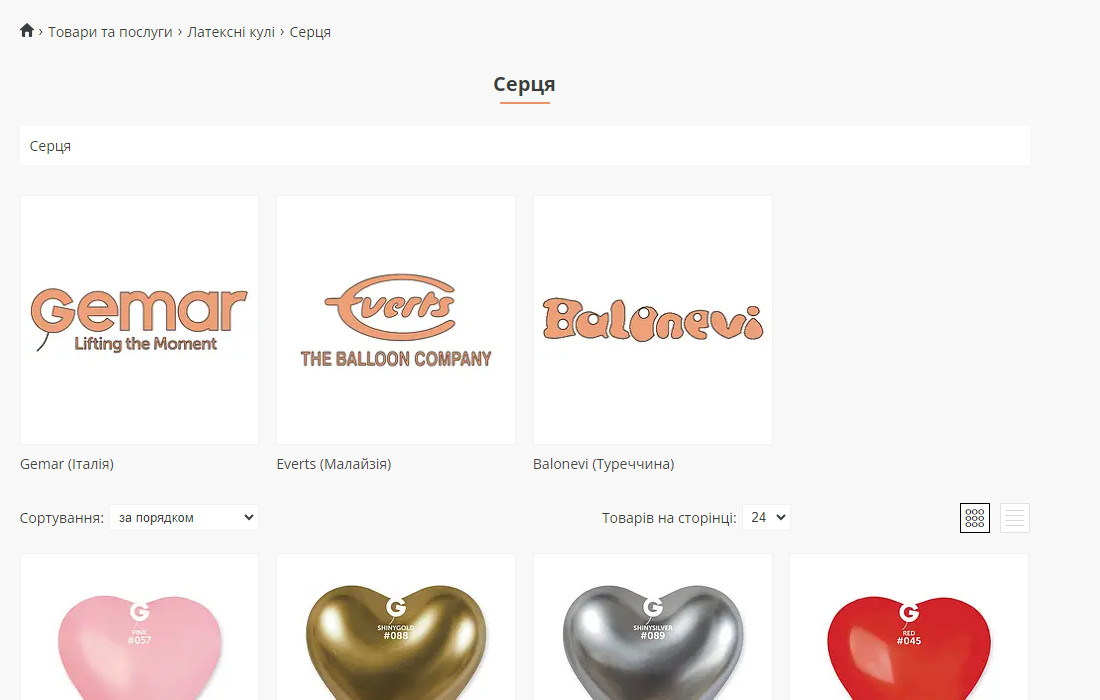 › Товари та послуги › Латексні кулі › Серця
Серця
Серця
Gemar
Lifting the Moment
Everts
THE BALLOON COMPANY
Balonevi
Gemar (Італія)
Everts (Малайзія)
Balonevi (Туреччина)
Сортування: за порядком
Товарів на сторінці: 24
G
PINK
#057
G
SHINYGOLD
#088
G
SHINYSILVER
#089
G
RED
#045